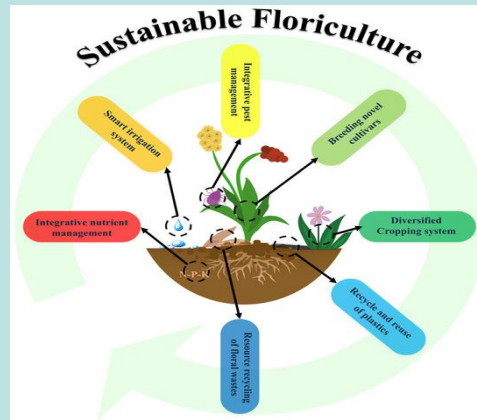 Sustainable Floriculture
Integrative pest
management
Smart irrigation
system
Breeding novel
cultivars
Integrative nutrient
management
Diversified
Cropping system
N-P-K
Recycle and reuse
of plastics
Resource recycling
of floral wastes